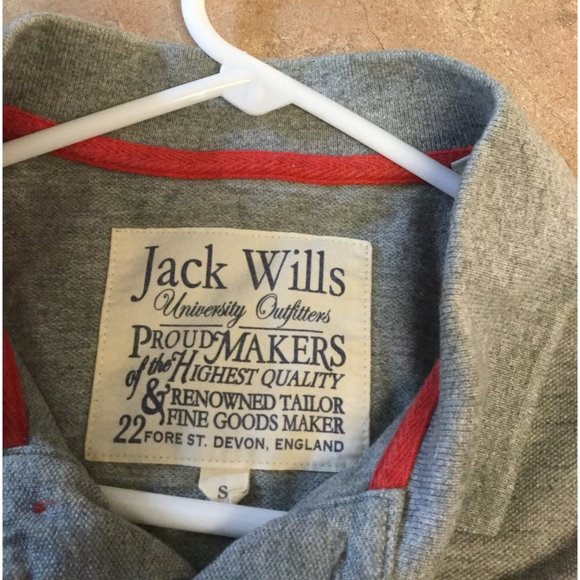 Jack Wills
University Outfitters
PROUD MAKERS
of the HIGHEST QUALITY
& RENOWNED TAILOR
FINE GOODS MAKER
22 FORE ST. DEVON, ENGLAND
S